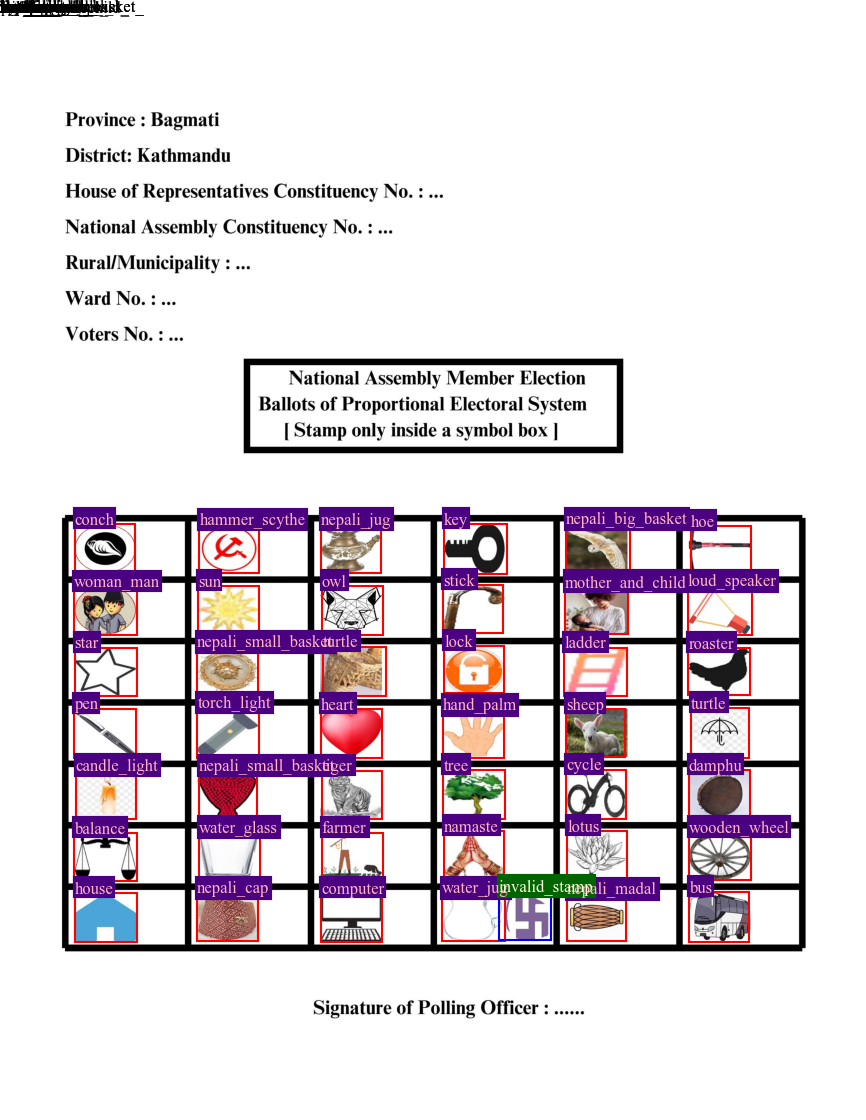 Province : Bagmati
District: Kathmandu
House of Representatives Constituency No. : ...
National Assembly Constituency No. : ...
Rural/Municipality : ...
Ward No. : ...
Voters No. : ...
National Assembly Member Election
Ballots of Proportional Electoral System
[ Stamp only inside a symbol box ]
conch hammer_scythe nepali_jug key nepali_big_basket hoe
woman_man sun owl stick mother_and_child loud_speaker
star nepali_small_basket turtle lock ladder roaster
pen torch_light heart hand_palm sheep turtle
candle_light nepali_small_basket tiger tree cycle damphu
balance water_glass farmer namaste lotus wooden_wheel
house nepali_cap computer water_jug invalid_stamp nepali_madal bus
Signature of Polling Officer : ......